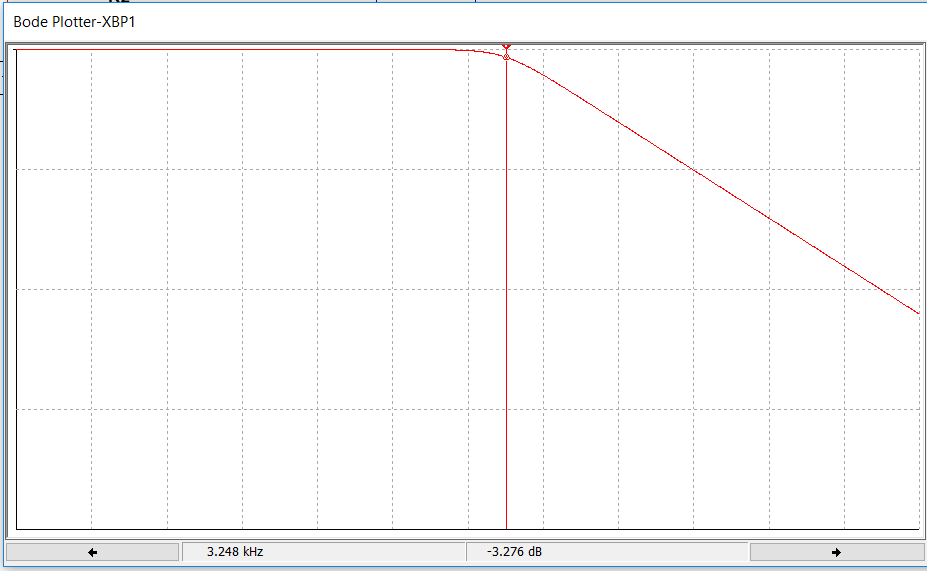 Bode Plotter-XBP1
3.248 kHz
-3.276 dB